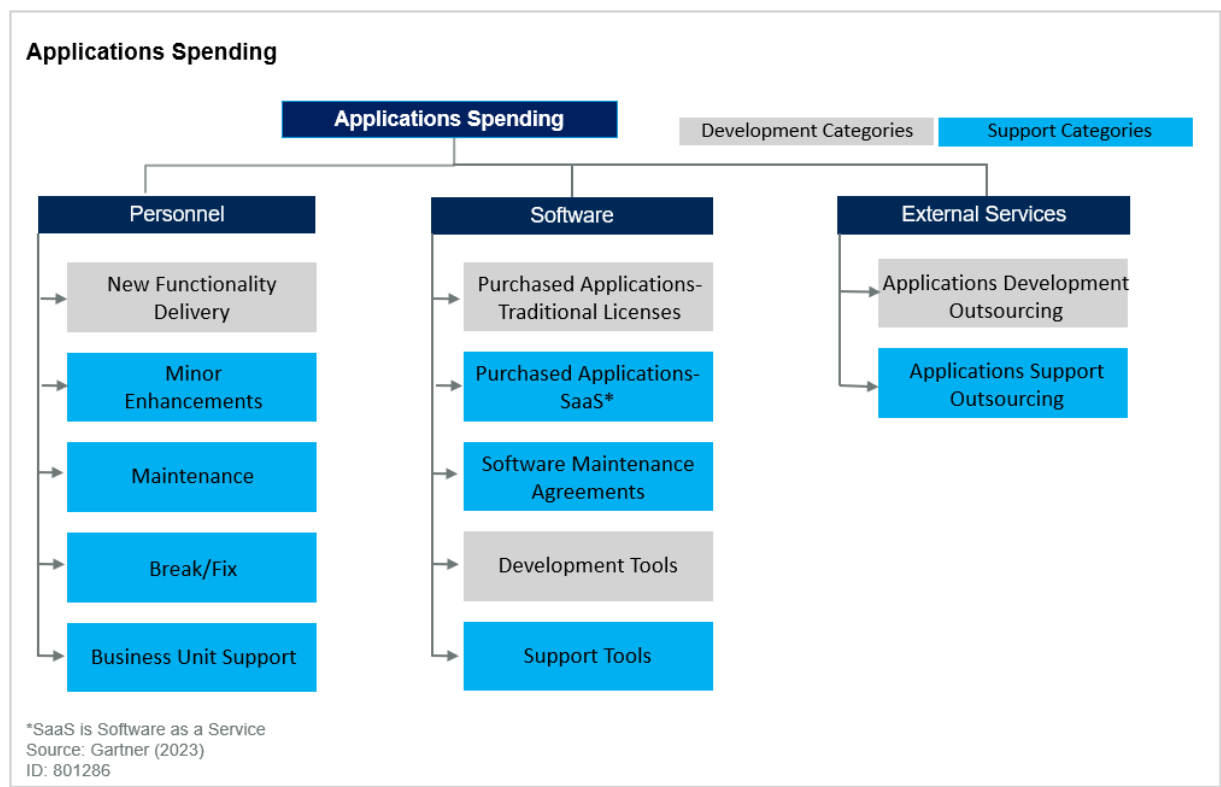 Applications Spending
Applications Spending
Development Categories
Support Categories
Personnel
New Functionality
Delivery
Minor
Enhancements
Maintenance
Break/Fix
Business Unit Support
Software
Purchased Applications-
Traditional Licenses
Purchased Applications-
SaaS*
Software Maintenance
Agreements
Development Tools
Support Tools
External Services
Applications Development
Outsourcing
Applications Support
Outsourcing
*SaaS is Software as a Service
Source: Gartner (2023)
ID: 801286